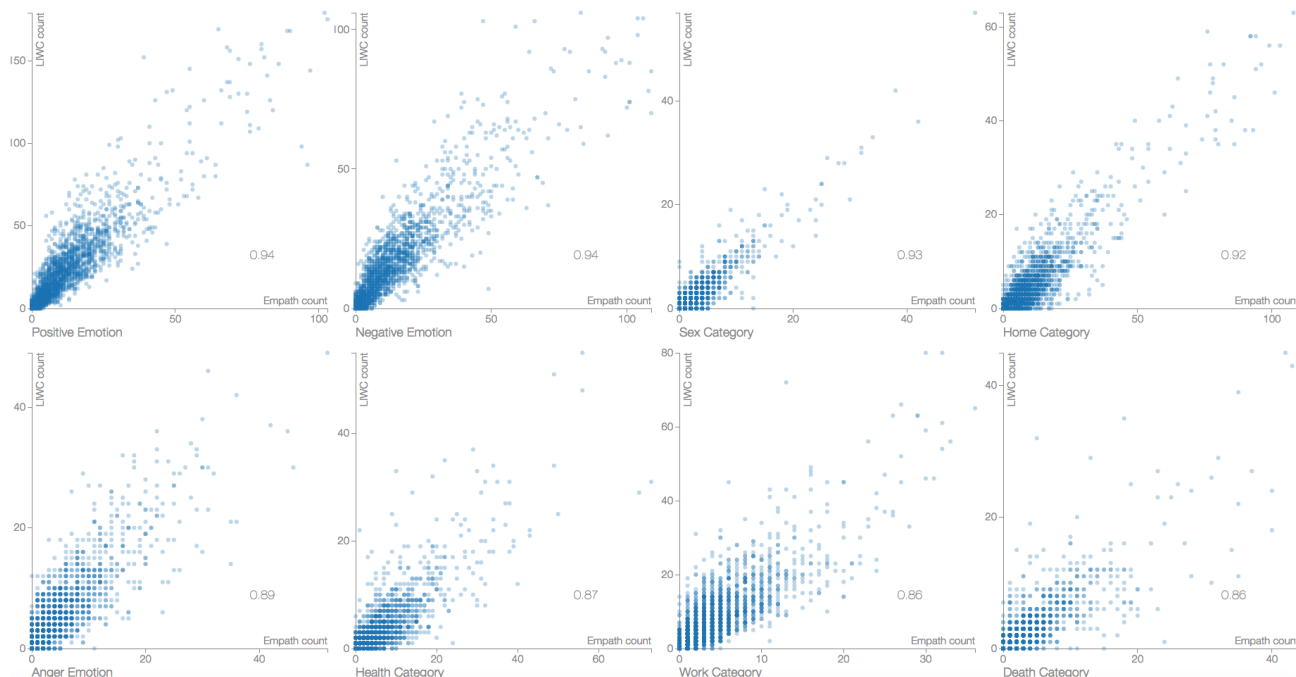 LIWC count
150
100
50
0
0.94
Empath count
0
50
100
Positive Emotion
LIWC count
100
50
0
0.94
Empath count
0
50
100
Negative Emotion
LIWC count
40
20
0
0.93
Empath count
0
20
40
Sex Category
LIWC count
60
40
20
0
0.92
Empath count
0
50
100
Home Category
LIWC count
40
20
0
0.89
Empath count
0
20
40
Anger Emotion
LIWC count
40
20
0
0.87
Empath count
0
20
40
60
Health Category
LIWC count
80
60
40
20
0
0.86
Empath count
0
10
20
30
Work Category
LIWC count
40
20
0
0.86
Empath count
0
10
20
30
40
Death Category